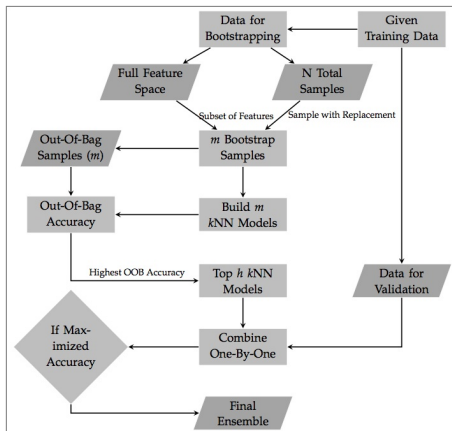 Data for
Bootstrapping
Given
Training Data
Full Feature
Space
N Total
Samples
Subset of Features
Sample with Replacement
Out-Of-Bag
Samples (m)
m Bootstrap
Samples
Out-Of-Bag
Accuracy
Build m
kNN Models
Highest OOB Accuracy
Top h kNN
Models
Data for
Validation
If Max-
imized
Accuracy
Combine
One-By-One
Final
Ensemble